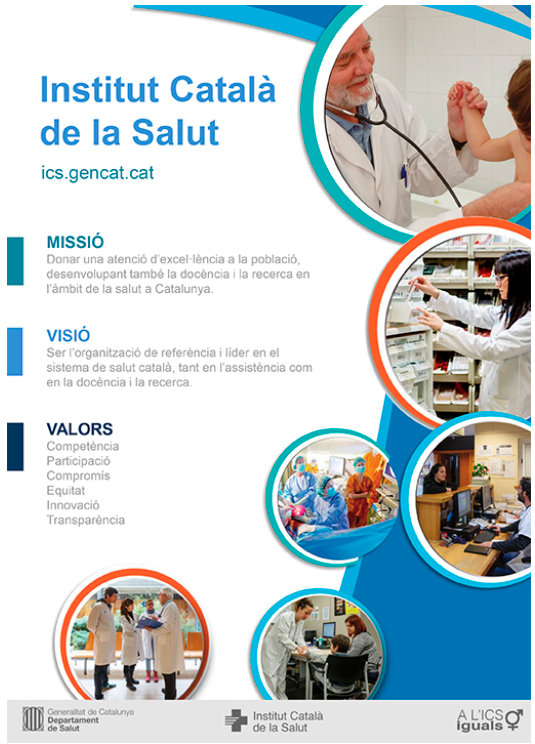 Institut Català
de la Salut
ics.gencat.cat
MISSIÓ
Donar una atenció d’excel·lència a la població,
desenvolupant també la docència i la recerca en
l’àmbit de la salut a Catalunya.
VISIÓ
Ser l’organització de referència i líder en el
sistema de salut català, tant en l’assistència com
en la docència i la recerca.
VALORS
Competència
Participació
Compromís
Equitat
Innovació
Transparència
Generalitat de Catalunya
Departament
de Salut
Institut Català
de la Salut
A L'ICS
iguals